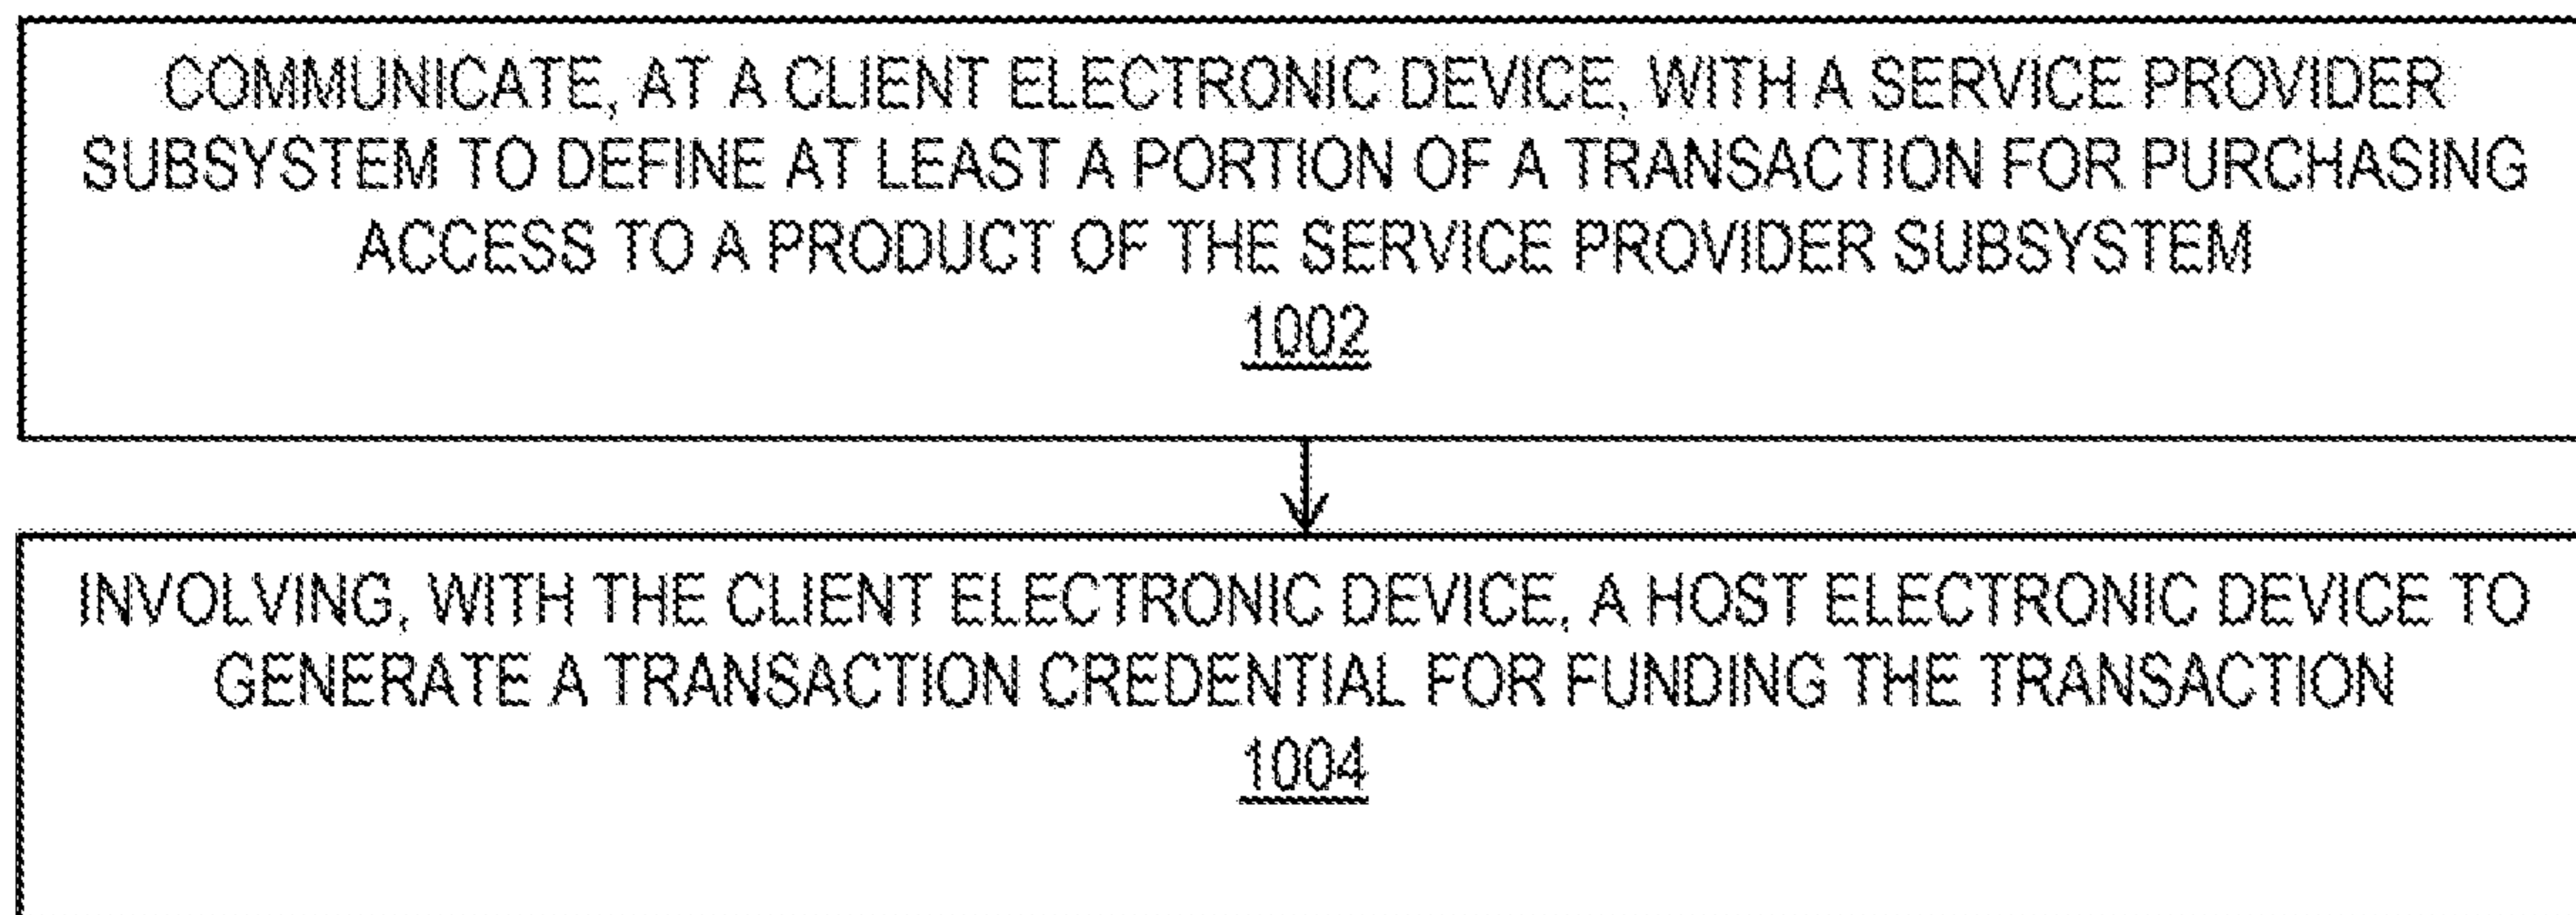 COMMUNICATE, AT A CLIENT ELECTRONIC DEVICE, WITH A SERVICE PROVIDER
SUBSYSTEM TO DEFINE AT LEAST A PORTION OF A TRANSACTION FOR PURCHASING
ACCESS TO A PRODUCT OF THE SERVICE PROVIDER SUBSYSTEM
1002
INVOLVING, WITH THE CLIENT ELECTRONIC DEVICE, A HOST ELECTRONIC DEVICE TO
GENERATE A TRANSACTION CREDENTIAL FOR FUNDING THE TRANSACTION
1004